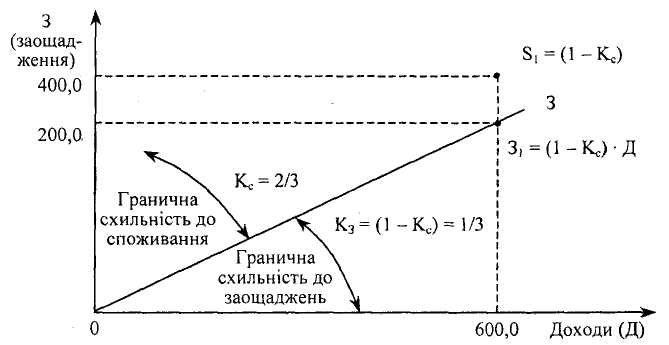 З
(заощад-
ження)
400,0
200,0
S₁ = (1 – Kс)
З
З₁ = (1 – Kс) · Д
Kс = 2/3
Гранична
схильність до
споживання
KЗ = (1 – Kс) = 1/3
Гранична
схильність до
заощаджень
0
600,0
Доходи (Д)